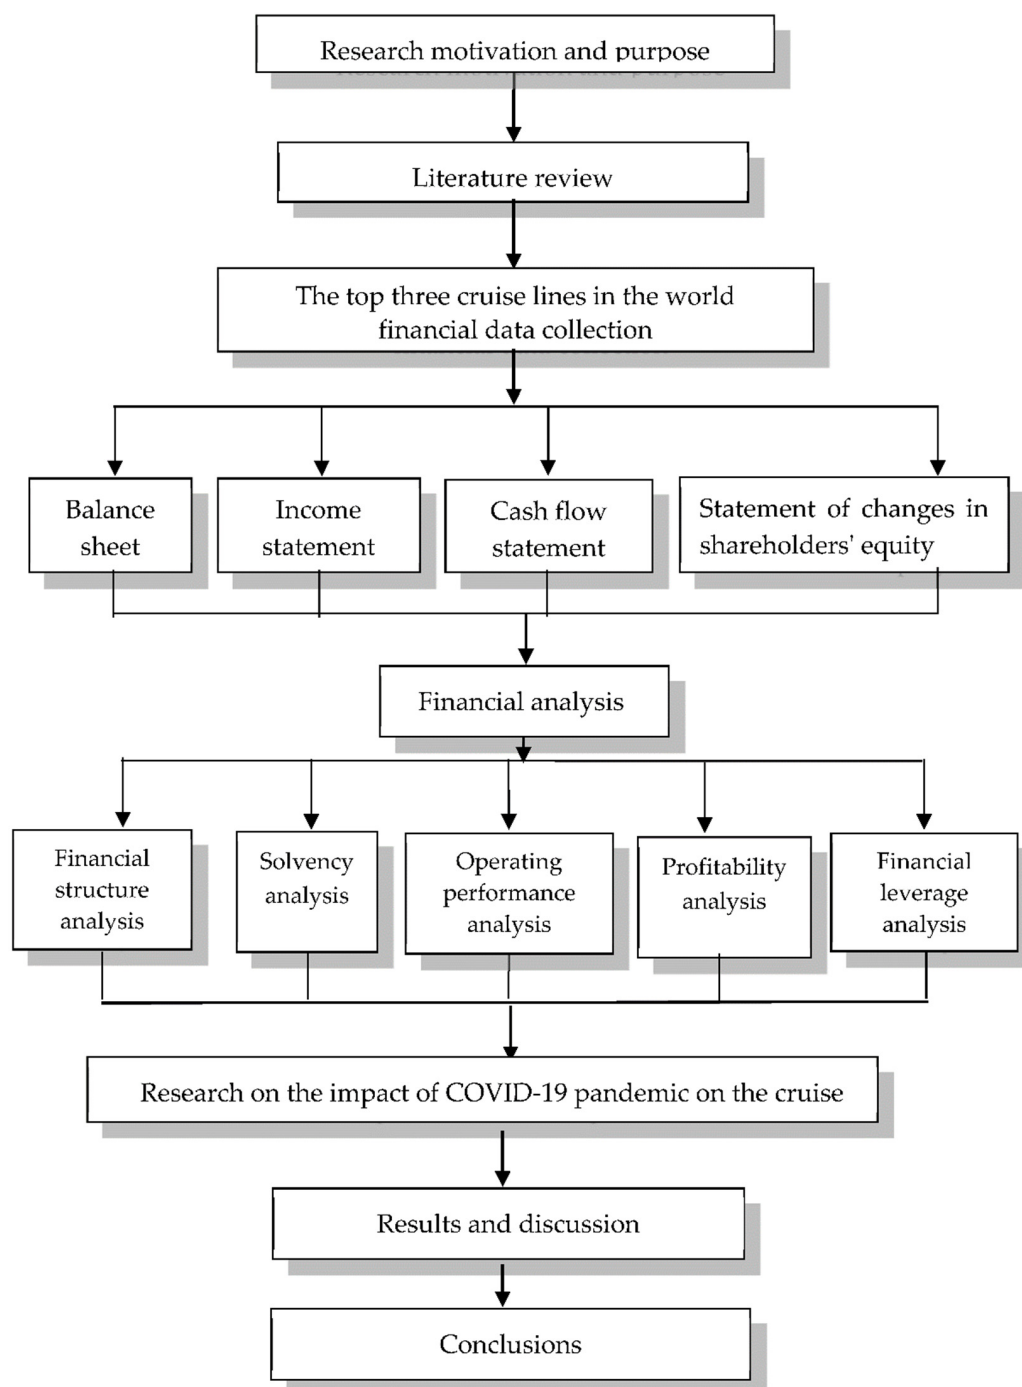 Research motivation and purpose
Literature review
The top three cruise lines in the world
financial data collection
Balance
sheet
Income
statement
Cash flow
statement
Statement of changes in
shareholders' equity
Financial analysis
Financial
structure
analysis
Solvency
analysis
Operating
performance
analysis
Profitability
analysis
Financial
leverage
analysis
Research on the impact of COVID-19 pandemic on the cruise
Results and discussion
Conclusions